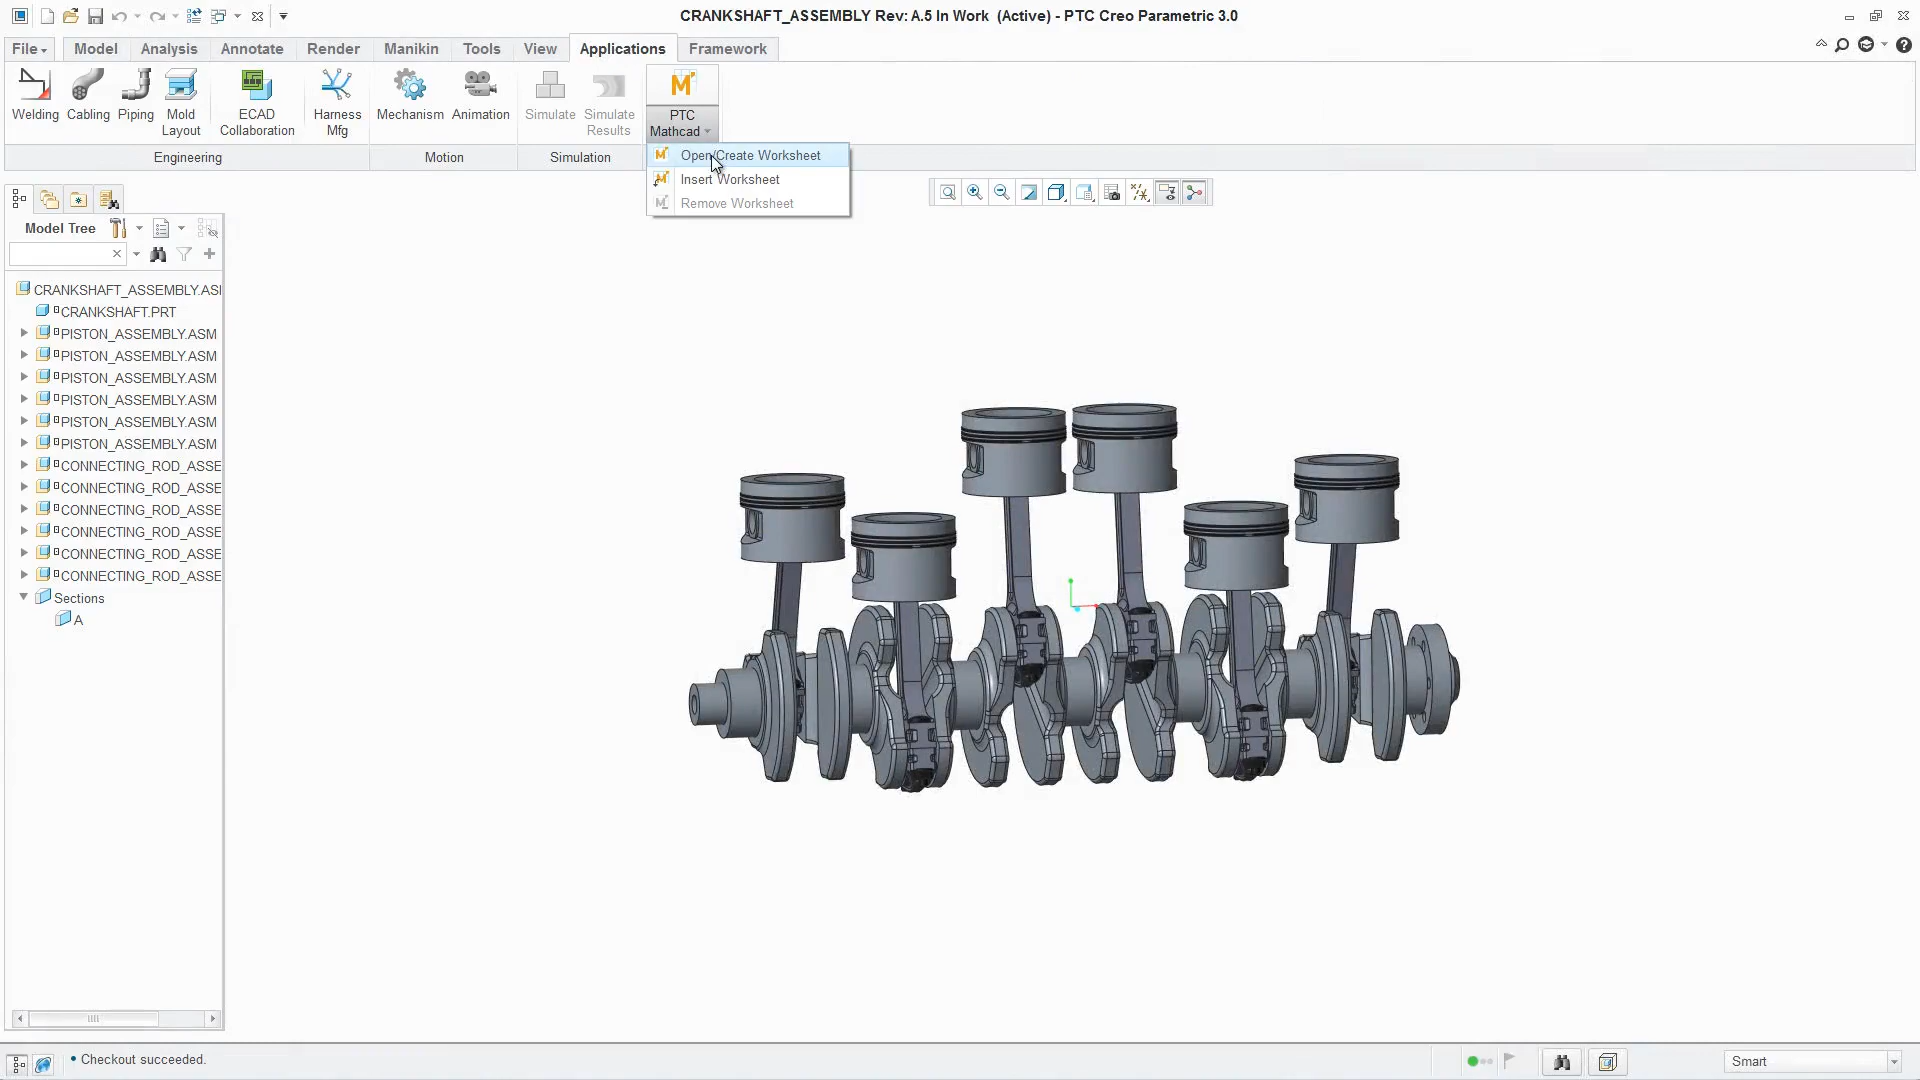 CRANKSHAFT_ASSEMBLY Rev: A.5 In Work (Active) - PTC Creo Parametric 3.0
File
Model
Analysis
Annotate
Render
Manikin
Tools
View
Applications
Framework
Welding
Cabling
Piping
Mold
Layout
ECAD
Collaboration
Harness
Mfg
Mechanism
Animation
Simulate
Simulate
Results
PTC
Mathcad
Engineering
Motion
Simulation
Open/Create Worksheet
Insert Worksheet
Remove Worksheet
Model Tree
CRANKSHAFT_ASSEMBLY.AS
CRANKSHAFT.PRT
PISTON_ASSEMBLY.ASM
PISTON_ASSEMBLY.ASM
PISTON_ASSEMBLY.ASM
PISTON_ASSEMBLY.ASM
PISTON_ASSEMBLY.ASM
PISTON_ASSEMBLY.ASM
CONNECTING_ROD_ASSE
CONNECTING_ROD_ASSE
CONNECTING_ROD_ASSE
CONNECTING_ROD_ASSE
CONNECTING_ROD_ASSE
CONNECTING_ROD_ASSE
Sections
A
Checkout succeeded.
Smart